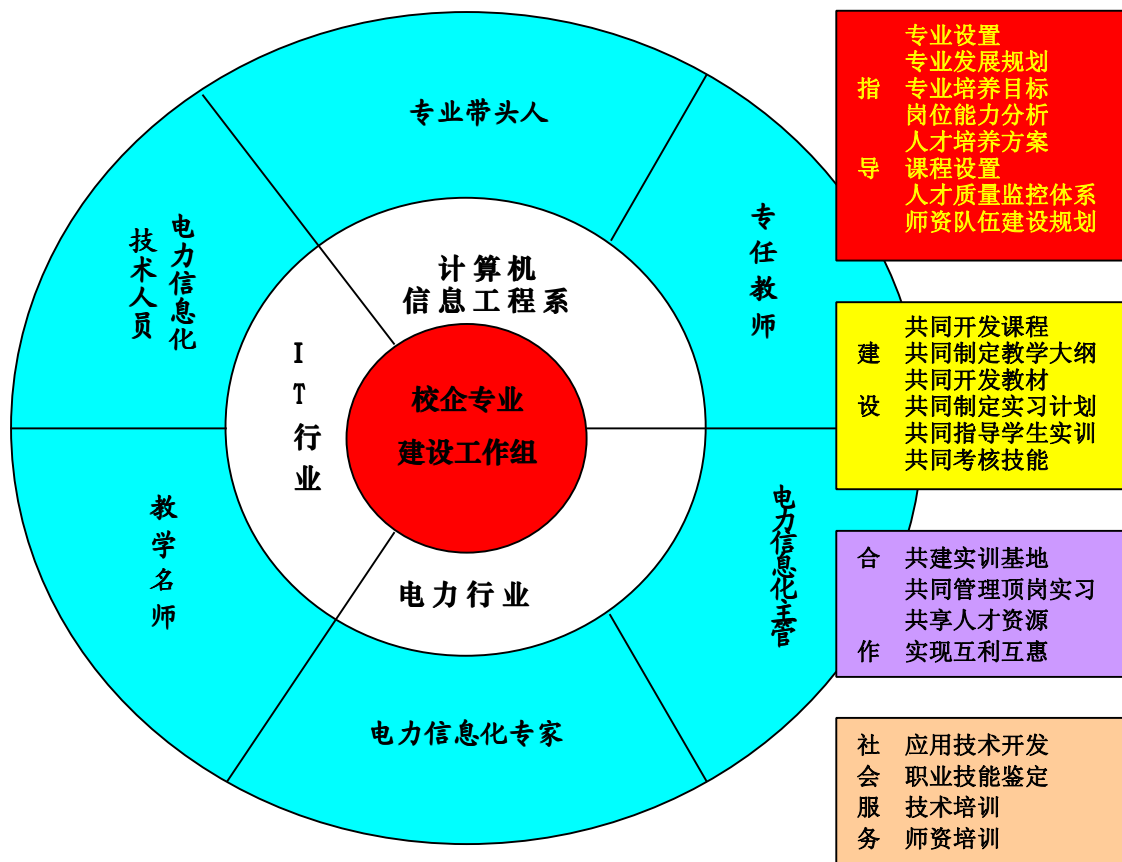 专业带头人
专任教师
电力信息化主管
电力信息化专家
教学名师
电力信息化
技术人员
计算机
信息工程系
IT行业
电力行业
校企专业
建设工作组
指导
专业设置
专业发展规划
专业培养目标
岗位能力分析
人才培养方案
课程设置
人才质量监控体系
师资队伍建设规划
建设
共同开发课程
共同制定教学大纲
共同开发教材
共同制定实习计划
共同指导学生实训
共同考核技能
合作
共建实训基地
共同管理顶岗实习
共享人才资源
实现互利互惠
社会服务
应用技术开发
职业技能鉴定
技术培训
师资培训